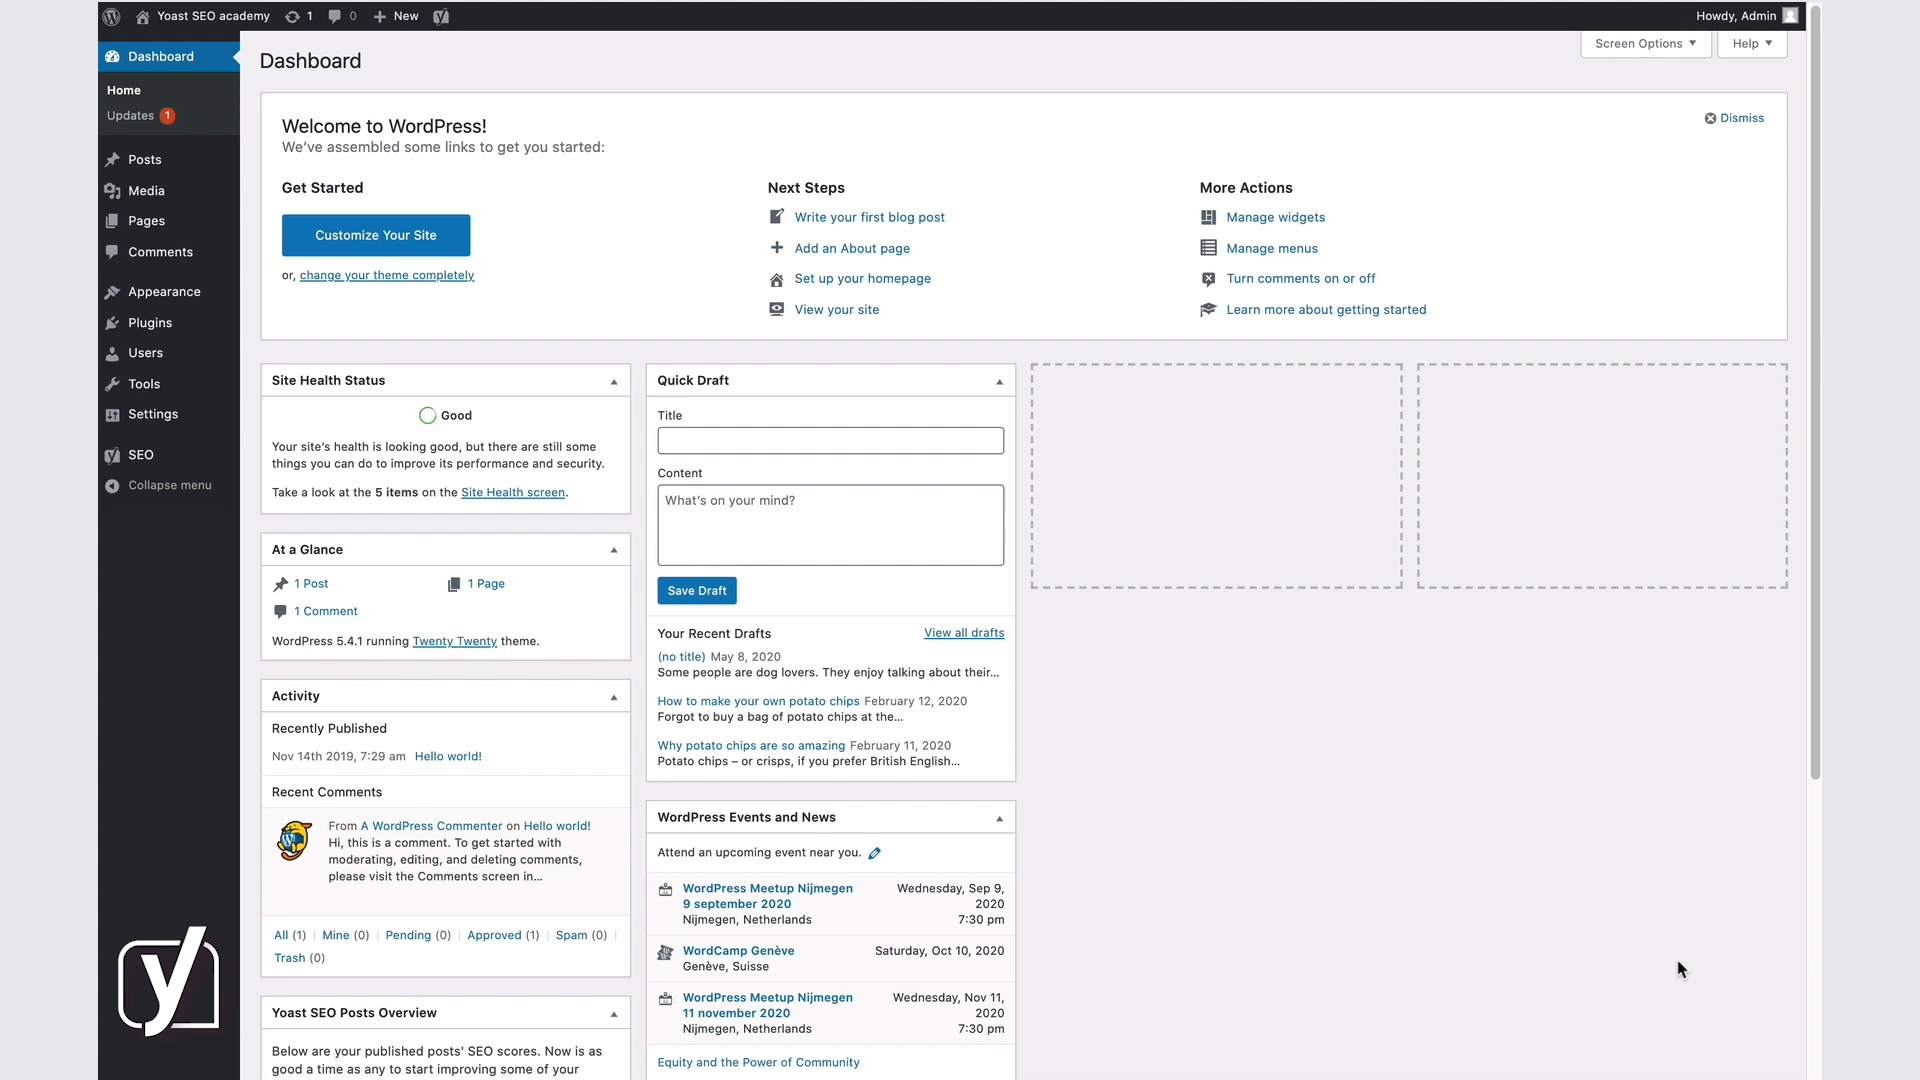 Yoast SEO academy 1 0 New
Howdy, Admin
Dashboard
Home
Updates 1
Posts
Media
Pages
Comments
Appearance
Plugins
Users
Tools
Settings
SEO
Collapse menu
Dashboard
Screen Options
Help
Welcome to WordPress!
We've assembled some links to get you started:
Dismiss
Get Started
Customize Your Site
or, change your theme completely
Next Steps
Write your first blog post
Add an About page
Set up your homepage
View your site
More Actions
Manage widgets
Manage menus
Turn comments on or off
Learn more about getting started
Site Health Status
Good
Your site's health is looking good, but there are still some
things you can do to improve its performance and security.
Take a look at the 5 items on the Site Health screen.
At a Glance
1 Post
1 Page
1 Comment
WordPress 5.4.1 running Twenty Twenty theme.
Activity
Recently Published
Nov 14th 2019, 7:29 am Hello world!
Recent Comments
From A WordPress Commenter on Hello world!
Hi, this is a comment. To get started with
moderating, editing, and deleting comments,
please visit the Comments screen in…
All (1) | Mine (0) | Pending (0) | Approved (1) | Spam (0) |
Trash (0)
Yoast SEO Posts Overview
Below are your published posts' SEO scores. Now is as
good a time as any to start improving some of your
Quick Draft
Title
Content
What's on your mind?
Save Draft
Your Recent Drafts
View all drafts
(no title) May 8, 2020
Some people are dog lovers. They enjoy talking about their…
How to make your own potato chips February 12, 2020
Forgot to buy a bag of potato chips at the…
Why potato chips are so amazing February 11, 2020
Potato chips – or crisps, if you prefer British English…
WordPress Events and News
Attend an upcoming event near you.
WordPress Meetup Nijmegen
9 september 2020
Nijmegen, Netherlands
Wednesday, Sep 9,
2020
7:30 pm
WordCamp Genève
Genève, Suisse
Saturday, Oct 10, 2020
WordPress Meetup Nijmegen
11 november 2020
Nijmegen, Netherlands
Wednesday, Nov 11,
2020
7:30 pm
Equity and the Power of Community
y